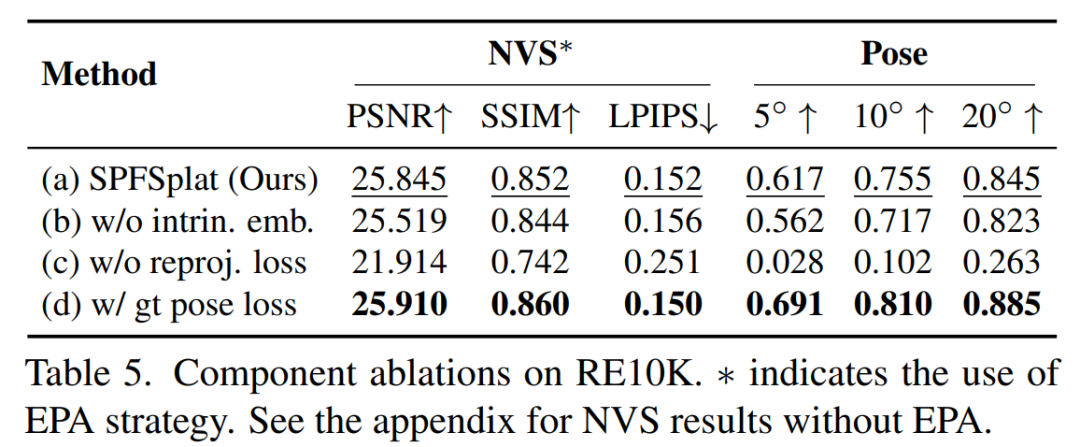 Method NVS* Pose
PSNR↑ SSIM↑ LPIPS↓ 5° ↑ 10° ↑ 20° ↑
(a) SPFSplat (Ours) 25.845 0.852 0.152 0.617 0.755 0.845
(b) w/o intrin. emb. 25.519 0.844 0.156 0.562 0.717 0.823
(c) w/o reproj. loss 21.914 0.742 0.251 0.028 0.102 0.263
(d) w/ gt pose loss 25.910 0.860 0.150 0.691 0.810 0.885
Table 5. Component ablations on RE10K. * indicates the use of
EPA strategy. See the appendix for NVS results without EPA.